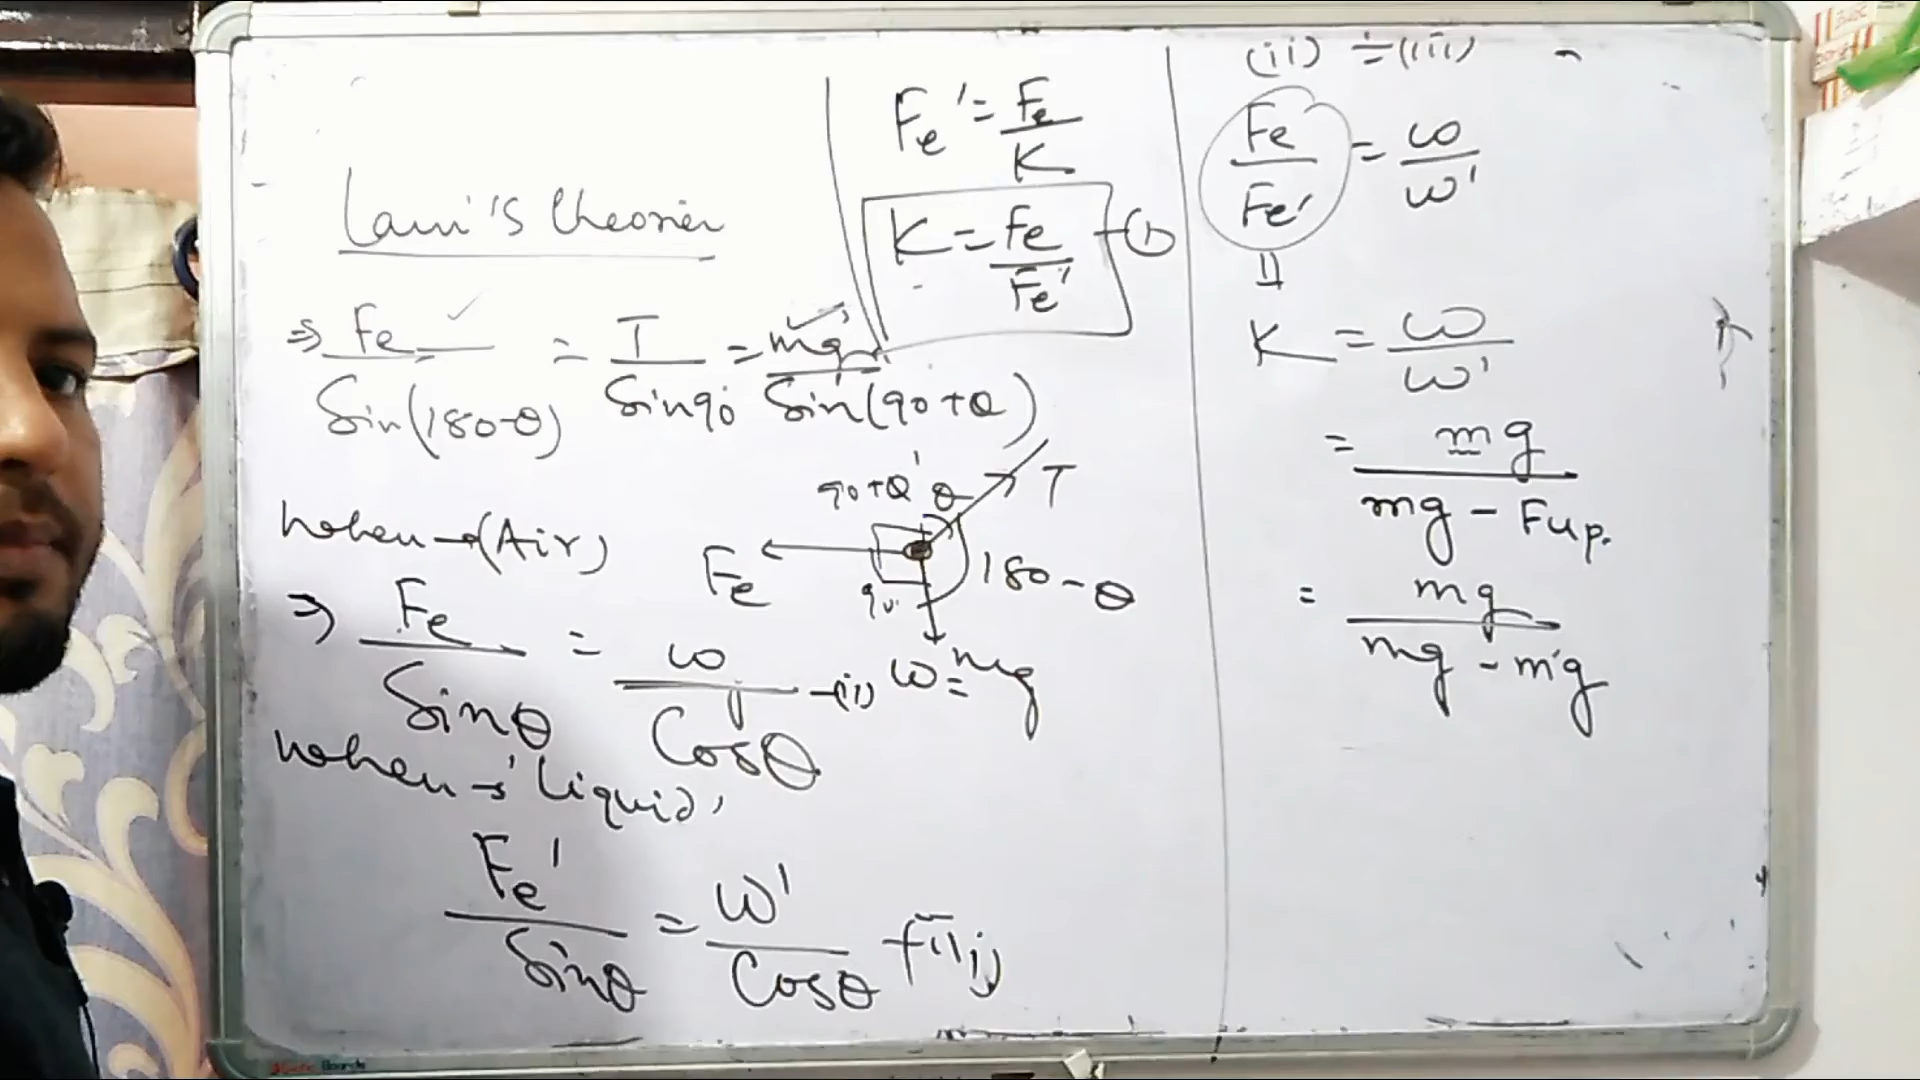 Lami's theorien
⇒ Fe / Sin(180-θ) = T / Sin90° = mg / Sin(90+θ)
when→(Air)
⇒ Fe / Sinθ = ω / Cosθ -(ii)
when→'liquid'
Fe' / Sinθ = ω' / Cosθ -(iii)
Fe' = Fe / K
K = Fe / Fe' -①
90+θ θ T
Fe
90° 180-θ
ω = mg
(ii) ÷ (iii)
Fe / Fe' = ω / ω'
K = ω / ω'
= mg / mg - Fup.
= mg / mg - m'g